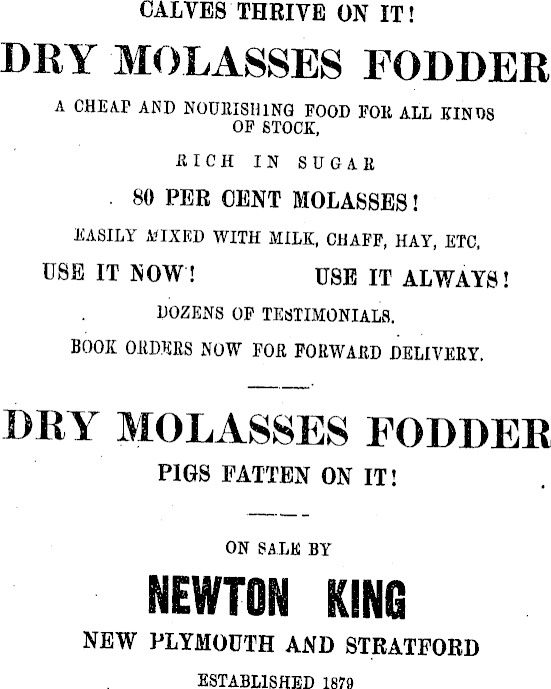 CALVES THRIVE ON IT!
DRY MOLASSES FODDER
A CHEAP AND NOURISHING FOOD FOR ALL KINDS
OF STOCK,
RICH IN SUGAR
80 PER CENT MOLASSES!
EASILY MIXED WITH MILK, CHAFF, HAY, ETC,
USE IT NOW! USE IT ALWAYS!
DOZENS OF TESTIMONIALS.
BOOK ORDERS NOW FOR FORWARD DELIVERY.
DRY MOLASSES FODDER
PIGS FATTEN ON IT!
ON SALE BY
NEWTON KING
NEW PLYMOUTH AND STRATFORD
ESTABLISHED 1879